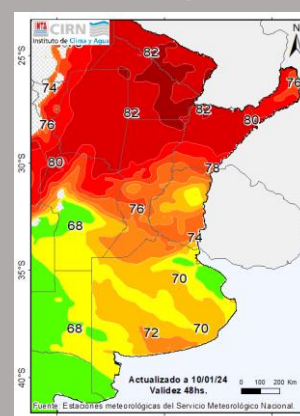 INTA CIRN
Instituto de Clima y Agua
N
82
76
25°S
74
82
82
80
76
30°S
80
78
76
68
74
35°S
70
68
72
70
Actualizado a 10/01/24
Validez 48hs.
0 100 200 Km
40°S
Fuente: Estaciones meteorológicas del Servicio Meteorológico Nacional